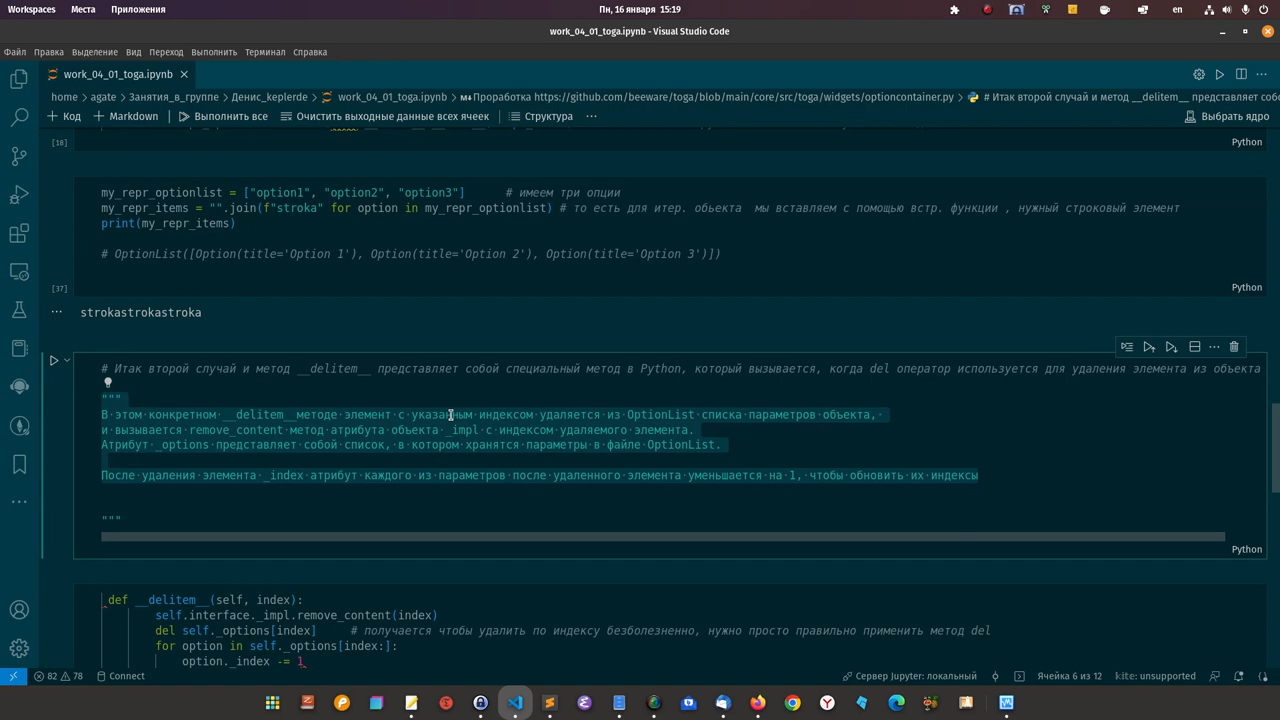 Workspaces Места Приложения Пн, 16 января 15:19 en
work_04_01_toga.ipynb - Visual Studio Code
Файл Правка Выделение Вид Переход Выполнить Терминал Справка
work_04_01_toga.ipynb
home > agate > Занятия_в_группе > Денис_keplerde > work_04_01_toga.ipynb > Проработка https://github.com/beeware/toga/blob/main/core/src/toga/widgets/optioncontainer.py > # Итак второй случай и метод __delitem__ представляет собо
+ Код + Markdown Выполнить все Очистить выходные данные всех ячеек Структура ... Выбрать ядро
[18] Python
my_repr_optionlist = ["option1", "option2", "option3"] # имеем три опции
my_repr_items = "".join(f"stroka" for option in my_repr_optionlist) # то есть для итер. обьекта мы вставляем с помощью встр. функции , нужный строковый элемент
print(my_repr_items)
# OptionList([Option(title='Option 1'), Option(title='Option 2'), Option(title='Option 3')])
[37] Python
... strokastrokastroka
# Итак второй случай и метод __delitem__ представляет собой специальный метод в Python, который вызывается, когда del оператор используется для удаления элемента из объекта
"""
В этом конкретном __delitem__методе элемент с указанным индексом удаляется из OptionList списка параметров объекта,
и вызывается remove_content метод атрибута объекта _impl с индексом удаляемого элемента.
Атрибут _options представляет собой список, в котором хранятся параметры в файле OptionList.
После удаления элемента _index атрибут каждого из параметров после удаленного элемента уменьшается на 1, чтобы обновить их индексы
"""
Python
def __delitem__(self, index):
self.interface._impl.remove_content(index)
del self._options[index] # получается чтобы удалить по индексу безболезненно, нужно просто правильно применить метод del
for option in self._options[index:]:
option._index -= 1
82 78 Connect Сервер Jupyter: локальный Ячейка 6 из 12 kite: unsupported